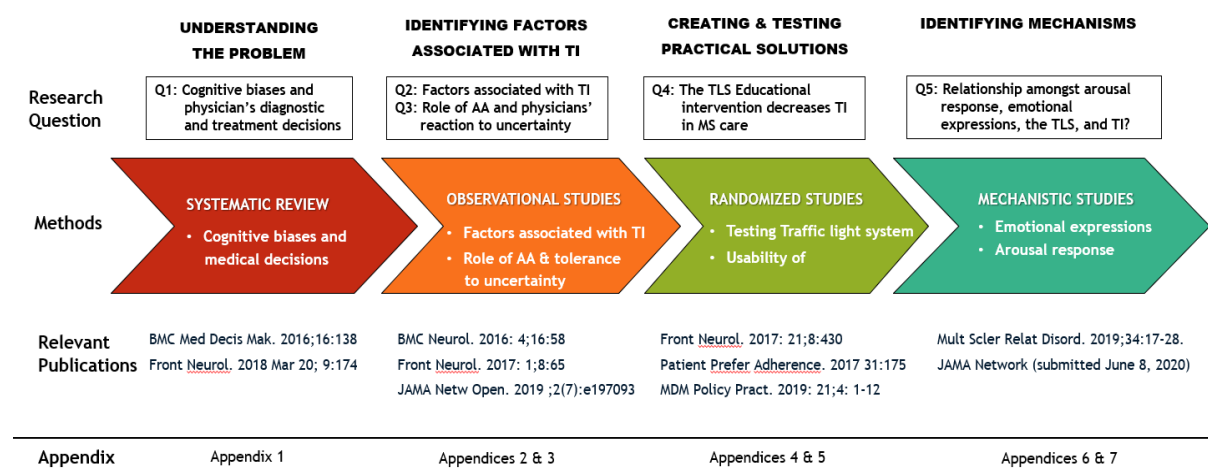 UNDERSTANDING
THE PROBLEM
IDENTIFYING FACTORS
ASSOCIATED WITH TI
CREATING & TESTING
PRACTICAL SOLUTIONS
IDENTIFYING MECHANISMS
Research
Question
Q1: Cognitive biases and
physician's diagnostic
and treatment decisions
Q2: Factors associated with TI
Q3: Role of AA and physicians'
reaction to uncertainty
Q4: The TLS Educational
intervention decreases TI
in MS care
Q5: Relationship amongst arousal
response, emotional
expressions, the TLS, and TI?
Methods
SYSTEMATIC REVIEW
• Cognitive biases and
medical decisions
OBSERVATIONAL STUDIES
• Factors associated with TI
• Role of AA & tolerance
to uncertainty
RANDOMIZED STUDIES
• Testing Traffic light system
• Usability of
MECHANISTIC STUDIES
• Emotional expressions
• Arousal response
Relevant
Publications
BMC Med Decis Mak. 2016;16:138
Front Neurol. 2018 Mar 20; 9:174
BMC Neurol. 2016: 4;16:58
Front Neurol. 2017: 1;8:65
JAMA Netw Open. 2019 ;2(7):e197093
Front Neurol. 2017: 21;8:430
Patient Prefer Adherence. 2017 31:175
MDM Policy Pract. 2019: 21;4: 1-12
Mult Scler Relat Disord. 2019;34:17-28.
JAMA Network (submitted June 8, 2020)
Appendix
Appendix 1
Appendices 2 & 3
Appendices 4 & 5
Appendices 6 & 7